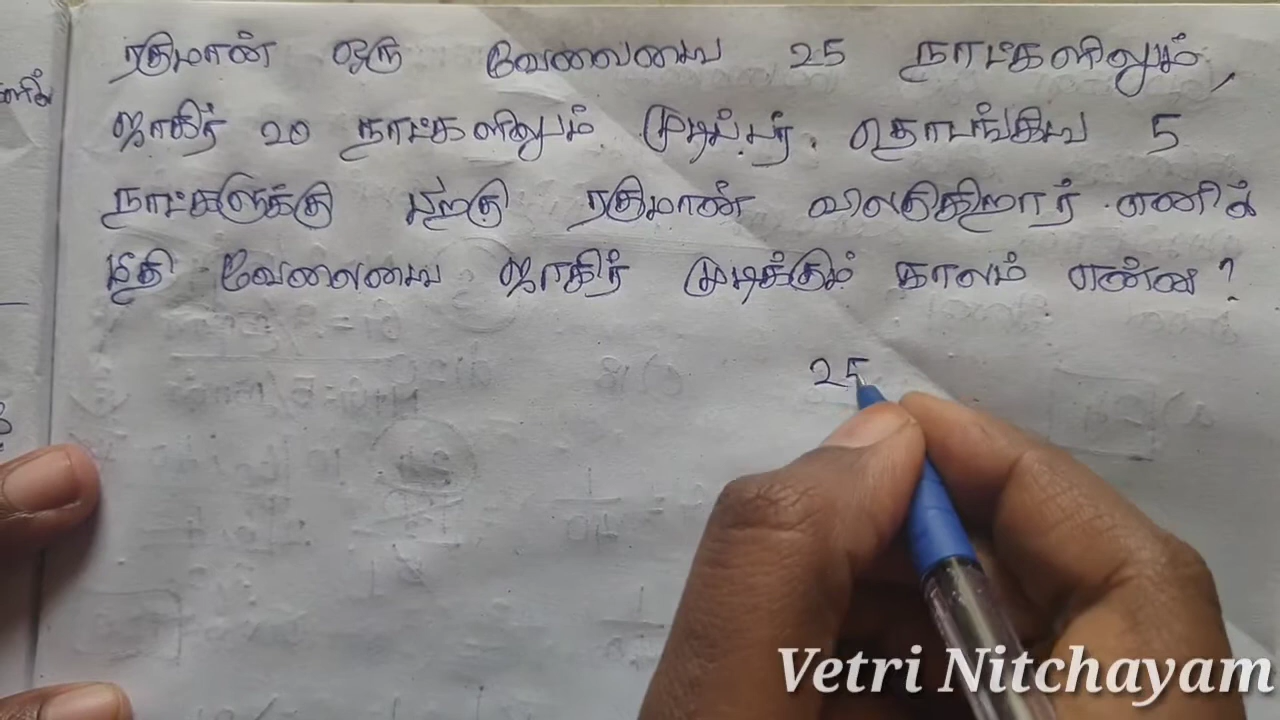 ரகுமான் ஒரு வேலையை 25 நாட்களிலும்,
ஜாகிர் 20 நாட்களிலும் முடிப்பர். தொடங்கிய 5
நாட்களுக்கு பிறகு ரகுமான் விலகுகிறார் எனில்
மீதி வேலையை ஜாகிர் முடிக்கும் காலம் என்ன?
25
Vetri Nitchayam